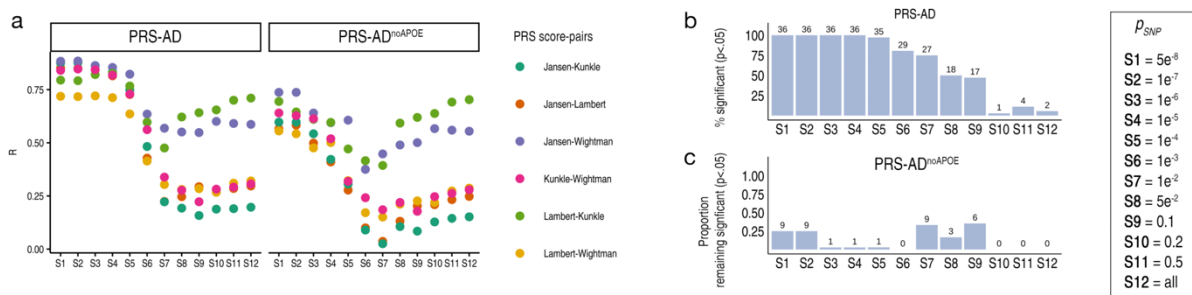 a
PRS-AD
PRS-AD^noAPOE
R
0.75
0.50
0.25
0.00
S1 S2 S3 S4 S5 S6 S7 S8 S9 S10 S11 S12
S1 S2 S3 S4 S5 S6 S7 S8 S9 S10 S11 S12
PRS score-pairs
Jansen-Kunkle
Jansen-Lambert
Jansen-Wightman
Kunkle-Wightman
Lambert-Kunkle
Lambert-Wightman
b
PRS-AD
% significant (p<.05)
100
75
50
25
36 36 36 36 35 29 27 18 17 1 4 2
S1 S2 S3 S4 S5 S6 S7 S8 S9 S10 S11 S12
c
PRS-AD^noAPOE
Proportion
remaining signficant (p<.05)
1.00
0.75
0.50
0.25
9 9 1 1 1 0 9 3 6 0 0 0
S1 S2 S3 S4 S5 S6 S7 S8 S9 S10 S11 S12
p_SNP
S1 = 5e^-8
S2 = 1e^-7
S3 = 1e^-6
S4 = 1e^-5
S5 = 1e^-4
S6 = 1e^-3
S7 = 1e^-2
S8 = 5e^-2
S9 = 0.1
S10 = 0.2
S11 = 0.5
S12 = all